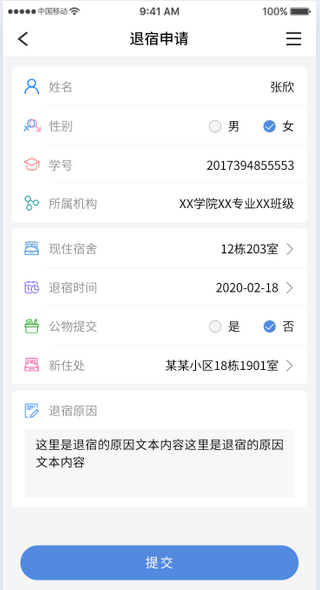 中国移动 9:41 AM 100%
退宿申请
姓名 张欣
性别 男 女
学号 2017394855553
所属机构 XX学院XX专业XX班级
现住宿舍 12栋203室
退宿时间 2020-02-18
公物提交 是 否
新住处 某某小区18栋1901室
退宿原因
这里是退宿的原因文本内容这里是退宿的原因
文本内容
提交